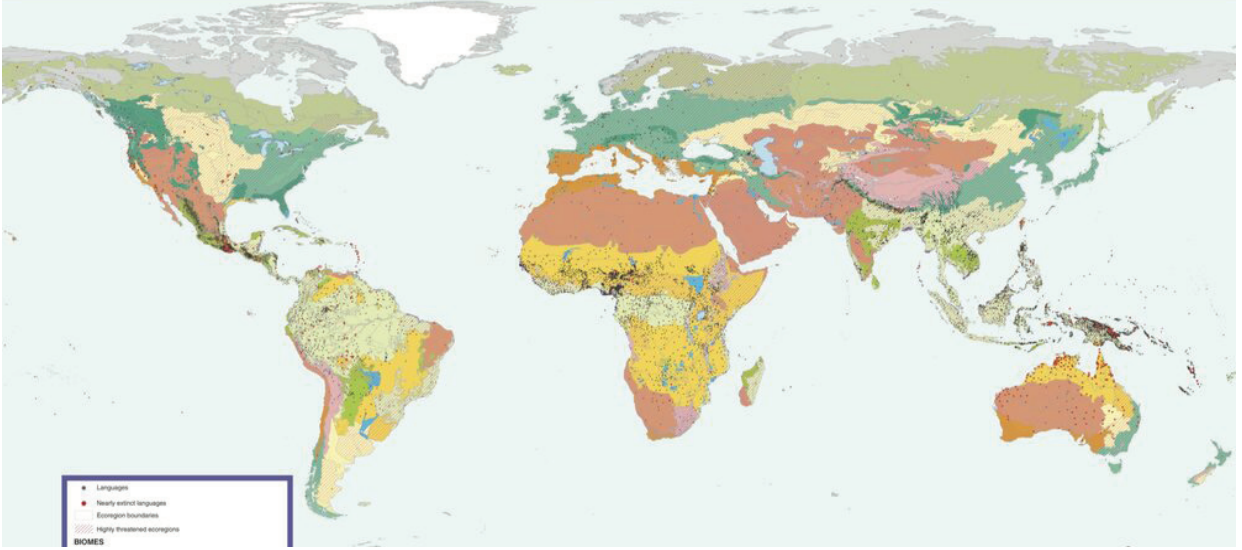 Languages
Nearly extinct languages
Ecoregion boundaries
Highly threatened ecoregions
BIOMES